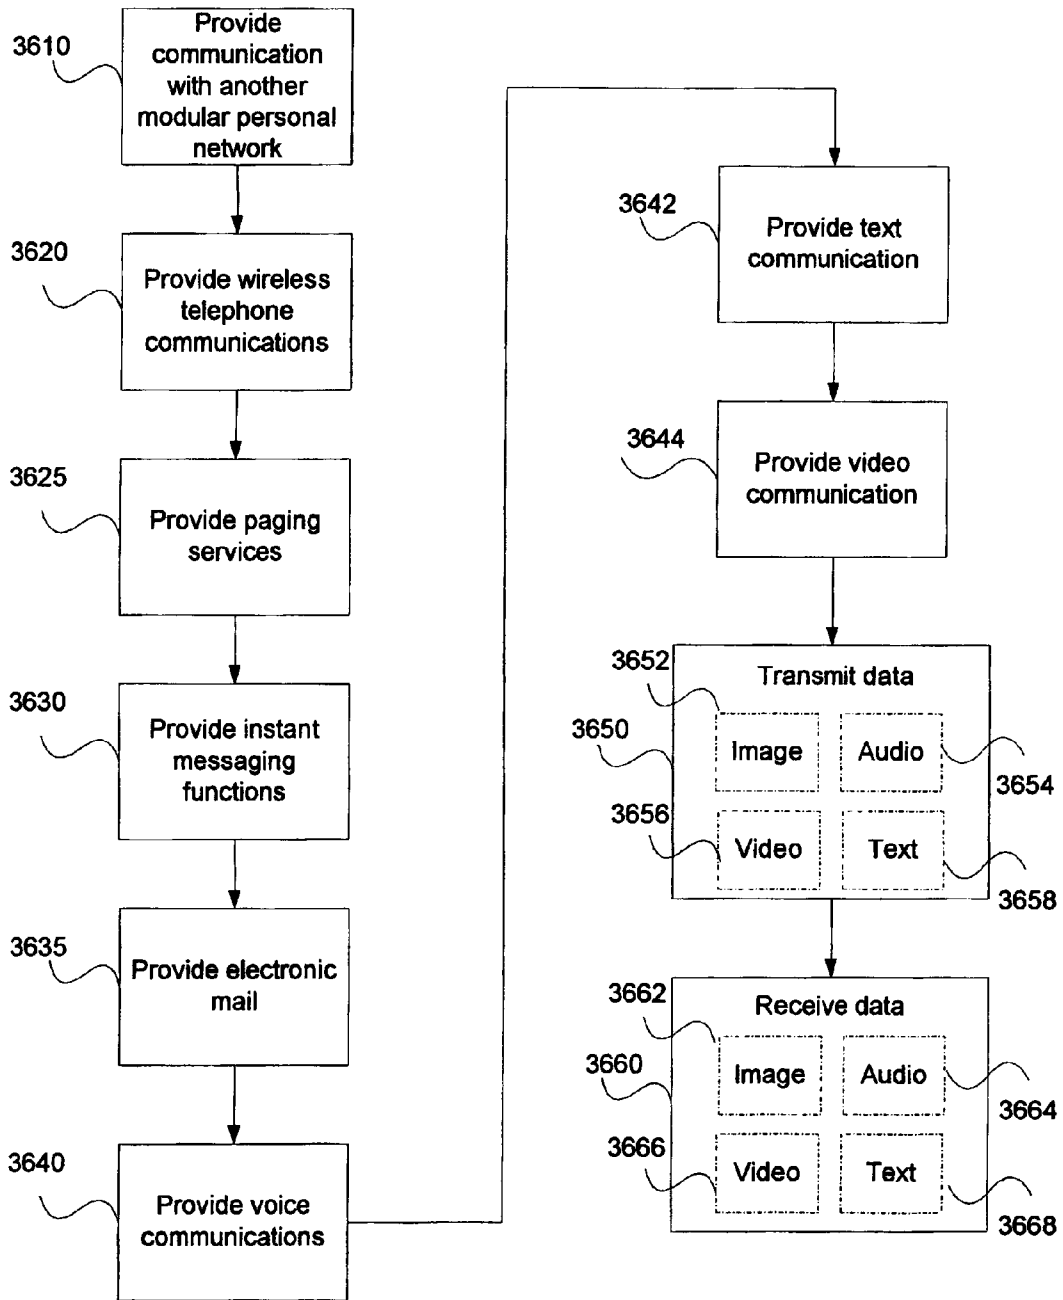 3610
Provide
communication
with another
modular personal
network
3620
Provide wireless
telephone
communications
3625
Provide paging
services
3630
Provide instant
messaging
functions
3635
Provide electronic
mail
3640
Provide voice
communications
3642
Provide text
communication
3644
Provide video
communication
3650
Transmit data
3652
Image
Audio
3654
3656
Video
Text
3658
3660
Receive data
3662
Image
Audio
3664
3666
Video
Text
3668